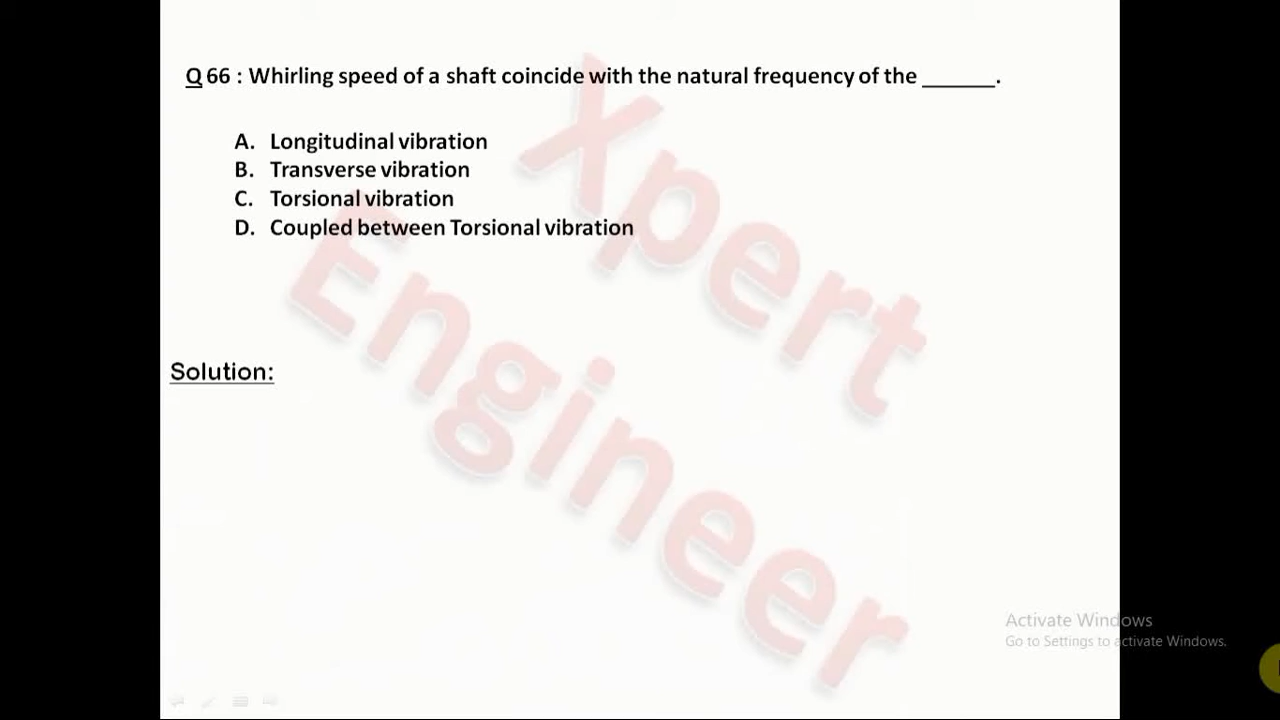 Q 66 : Whirling speed of a shaft coincide with the natural frequency of the ______.
A. Longitudinal vibration
B. Transverse vibration
C. Torsional vibration
D. Coupled between Torsional vibration
Xpert
Engineer
Solution:
Activate Windows
Go to Settings to activate Windows.